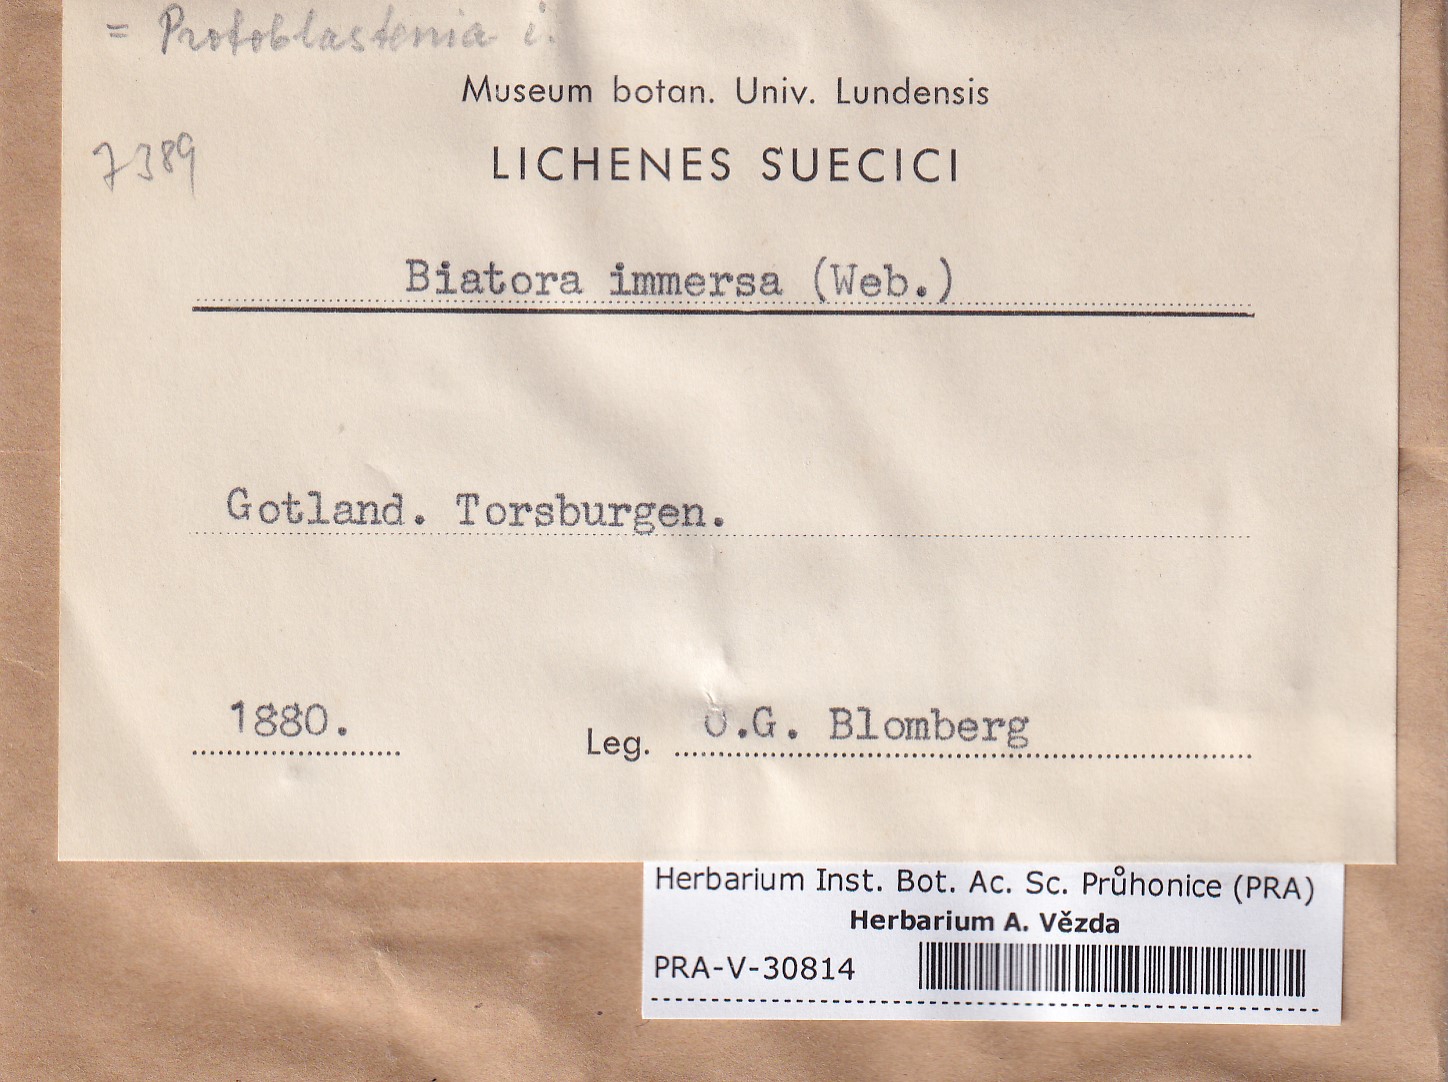 = Protoblastenia i.
Museum botan. Univ. Lundensis
7389
LICHENES SUECICI
Biatora immersa (Web.)
Gotland. Torsburgen.
1880.
Leg. O.G. Blomberg
Herbarium Inst. Bot. Ac. Sc. Průhonice (PRA)
Herbarium A. Vězda
PRA-V-30814